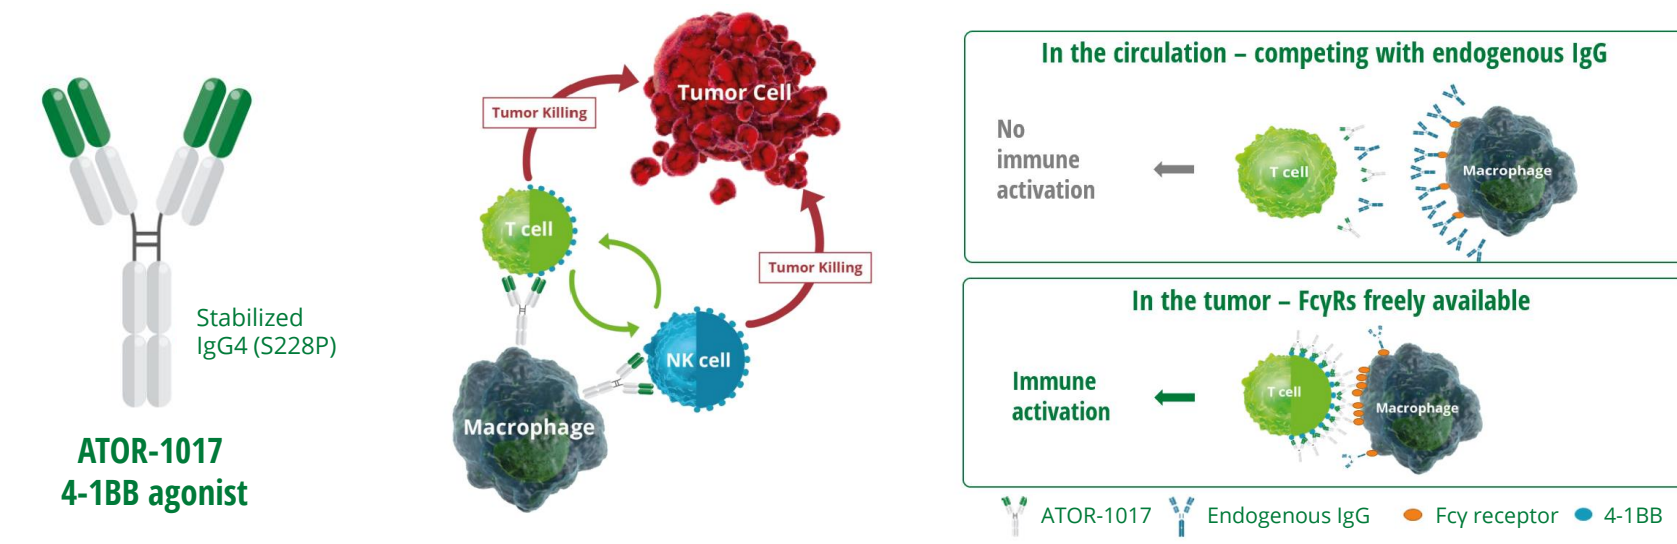 Stabilized
IgG4 (S228P)
ATOR-1017
4-1BB agonist
Tumor Cell
Tumor Killing
T cell
Tumor Killing
NK cell
Macrophage
In the circulation – competing with endogenous IgG
No
immune
activation
T cell
Macrophage
In the tumor – FcγRs freely available
Immune
activation
T cell
Macrophage
ATOR-1017
Endogenous IgG
Fcγ receptor
4-1BB